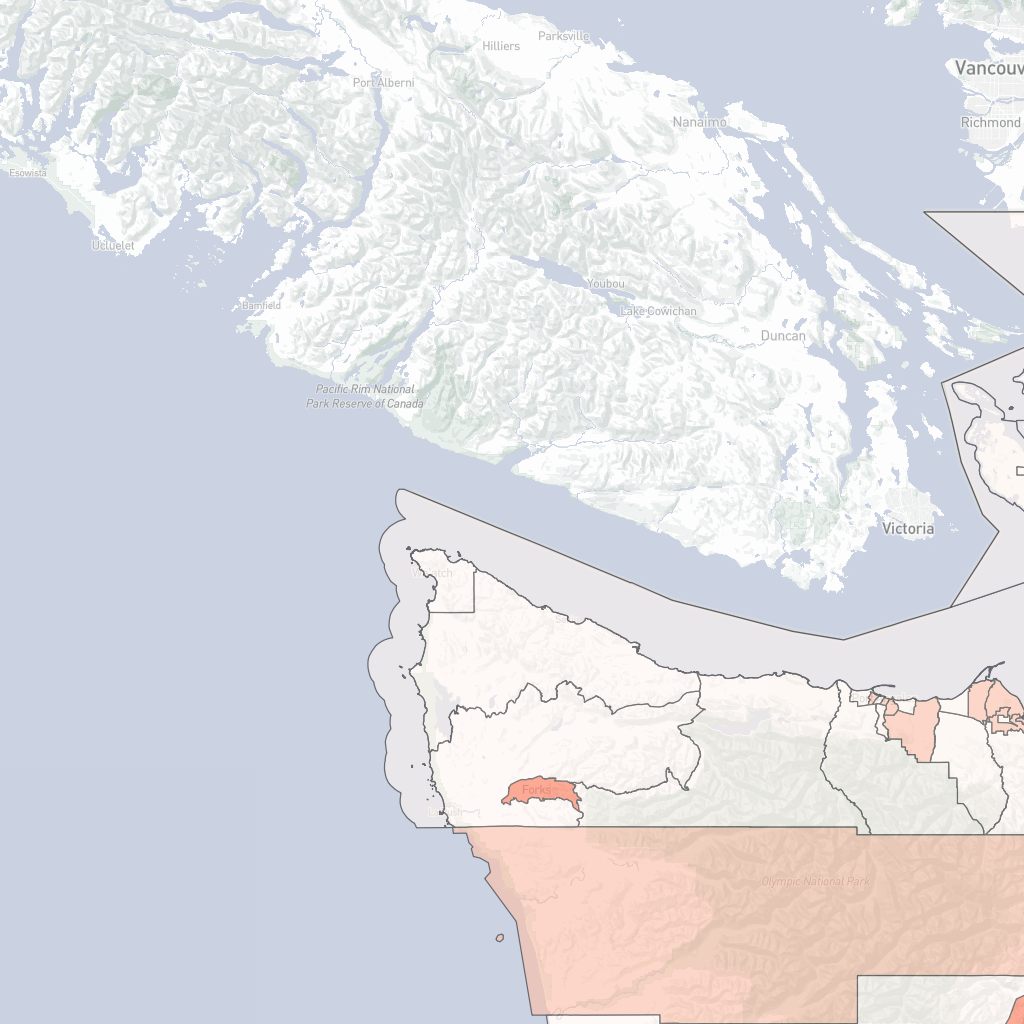 Parksville
Hilliers
Vancouv
Port Alberni
Nanaimo
Richmond
Esowista
Ucluelet
Youbou
Bamfield
Lake Cowichan
Duncan
Pacific Rim National
Park Reserve of Canada
Victoria
Forks
Olympic National Park